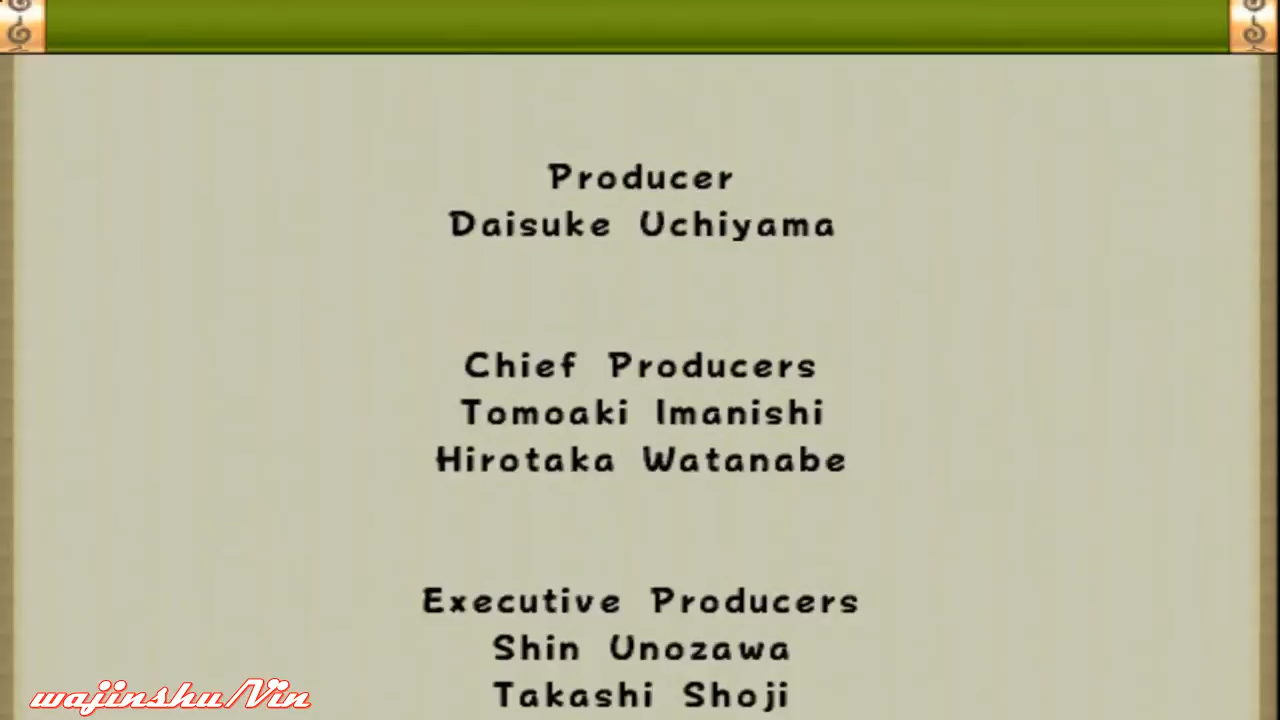 Producer
Daisuke Uchiyama
Chief Producers
Tomoaki Imanishi
Hirotaka Watanabe
Executive Producers
Shin Unozawa
Takashi Shoji
wajinshu/Vin